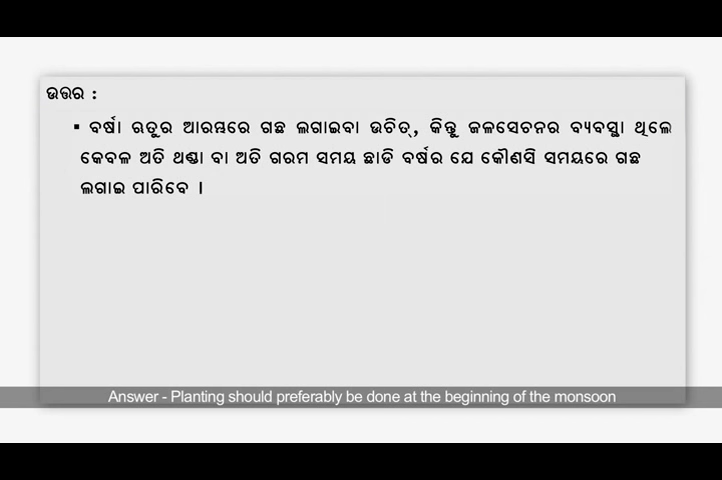 ଉତ୍ତର :
▪ ବର୍ଷା ଋତୁର ଆରମ୍ଭରେ ଗଛ ଲଗାଇବା ଉଚିତ୍, କିନ୍ତୁ ଜଳସେଚନର ବ୍ୟବସ୍ଥା ଥିଲେ
କେବଳ ଅତି ଥଣ୍ଡା ବା ଅତି ଗରମ ସମୟ ଛାଡି ବର୍ଷର ଯେ କୌଣସି ସମୟରେ ଗଛ
ଲଗାଇ ପାରିବେ ।
Answer - Planting should preferably be done at the beginning of the monsoon